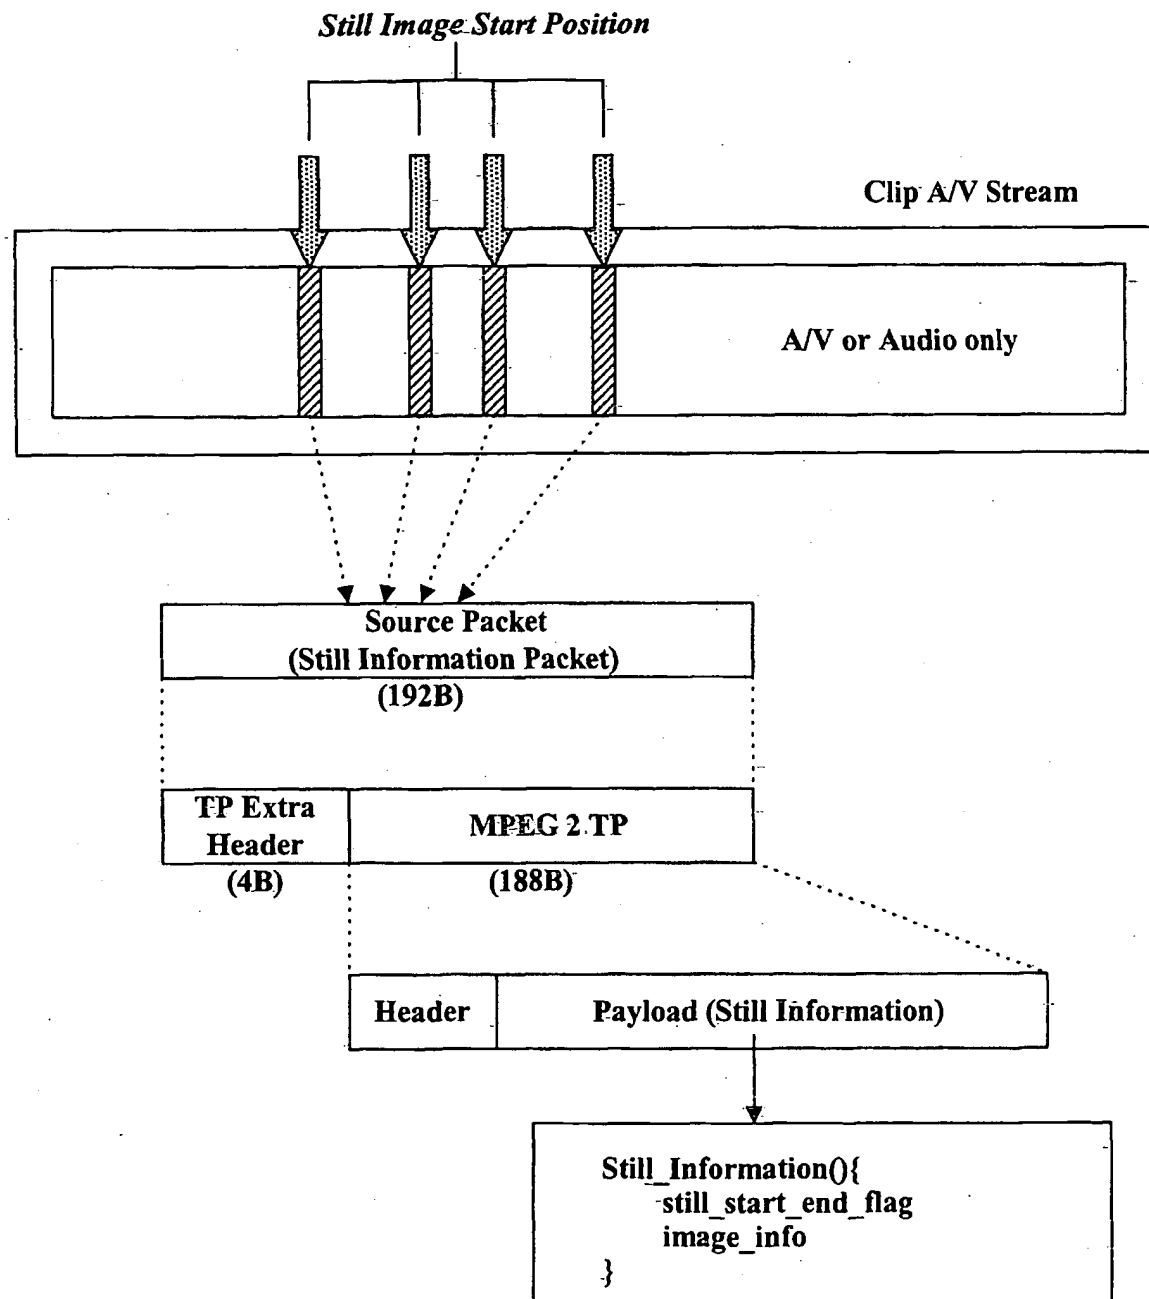 Still Image Start Position
Clip A/V Stream
A/V or Audio only
Source Packet
(Still Information Packet)
(192B)
TP Extra
Header
MPEG 2 TP
(4B)
(188B)
Header
Payload (Still Information)
Still_Information(){
still_start_end_flag
image_info
}